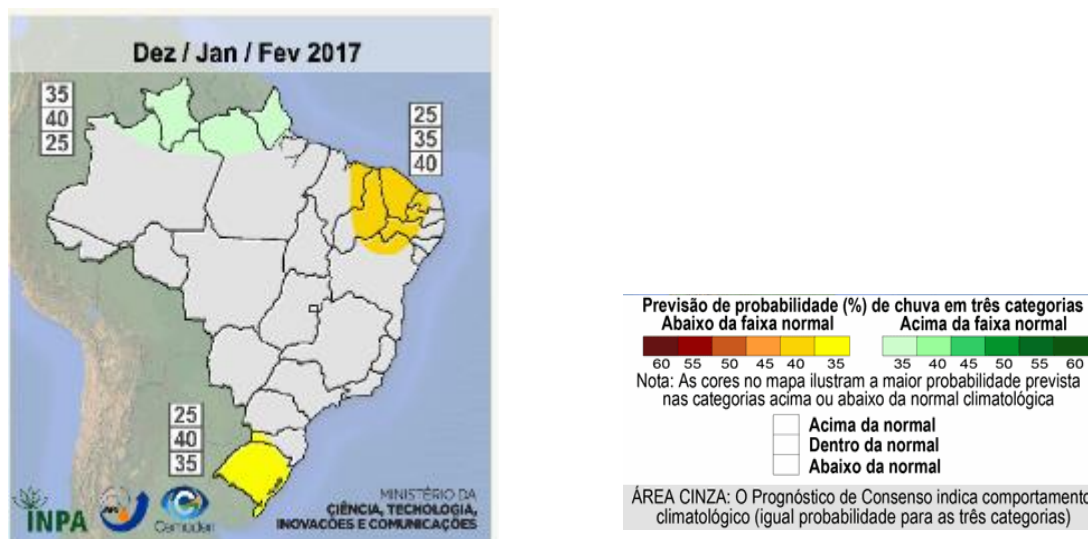 Dez / Jan / Fev 2017
35
40
25
25
35
40
25
40
35
INPA
Cemaden
MINISTÉRIO DA
CIÊNCIA, TECNOLOGIA,
INOVAÇÕES E COMUNICAÇÕES
Previsão de probabilidade (%) de chuva em três categorias
Abaixo da faixa normal
Acima da faixa normal
60 55 50 45 40 35
35 40 45 50 55 60
Nota: As cores no mapa ilustram a maior probabilidade prevista
nas categorias acima ou abaixo da normal climatológica
Acima da normal
Dentro da normal
Abaixo da normal
ÁREA CINZA: O Prognóstico de Consenso indica comportamento
climatológico (igual probabilidade para as três categorias)